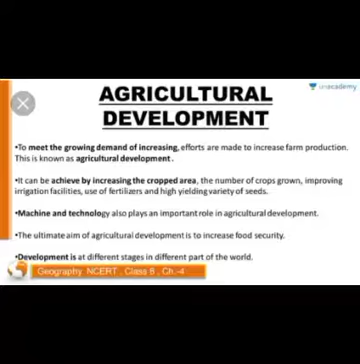 AGRICULTURAL
DEVELOPMENT
unacademy
•To meet the growing demand of increasing, efforts are made to increase farm production.
This is known as agricultural development.
•It can be achieve by increasing the cropped area, the number of crops grown, improving
irrigation facilities, use of fertilizers and high yielding variety of seeds.
•Machine and technology also plays an important role in agricultural development.
•The ultimate aim of agricultural development is to increase food security.
•Development is at different stages in different part of the world.
Geography NCERT , Class 8 , Ch.-4